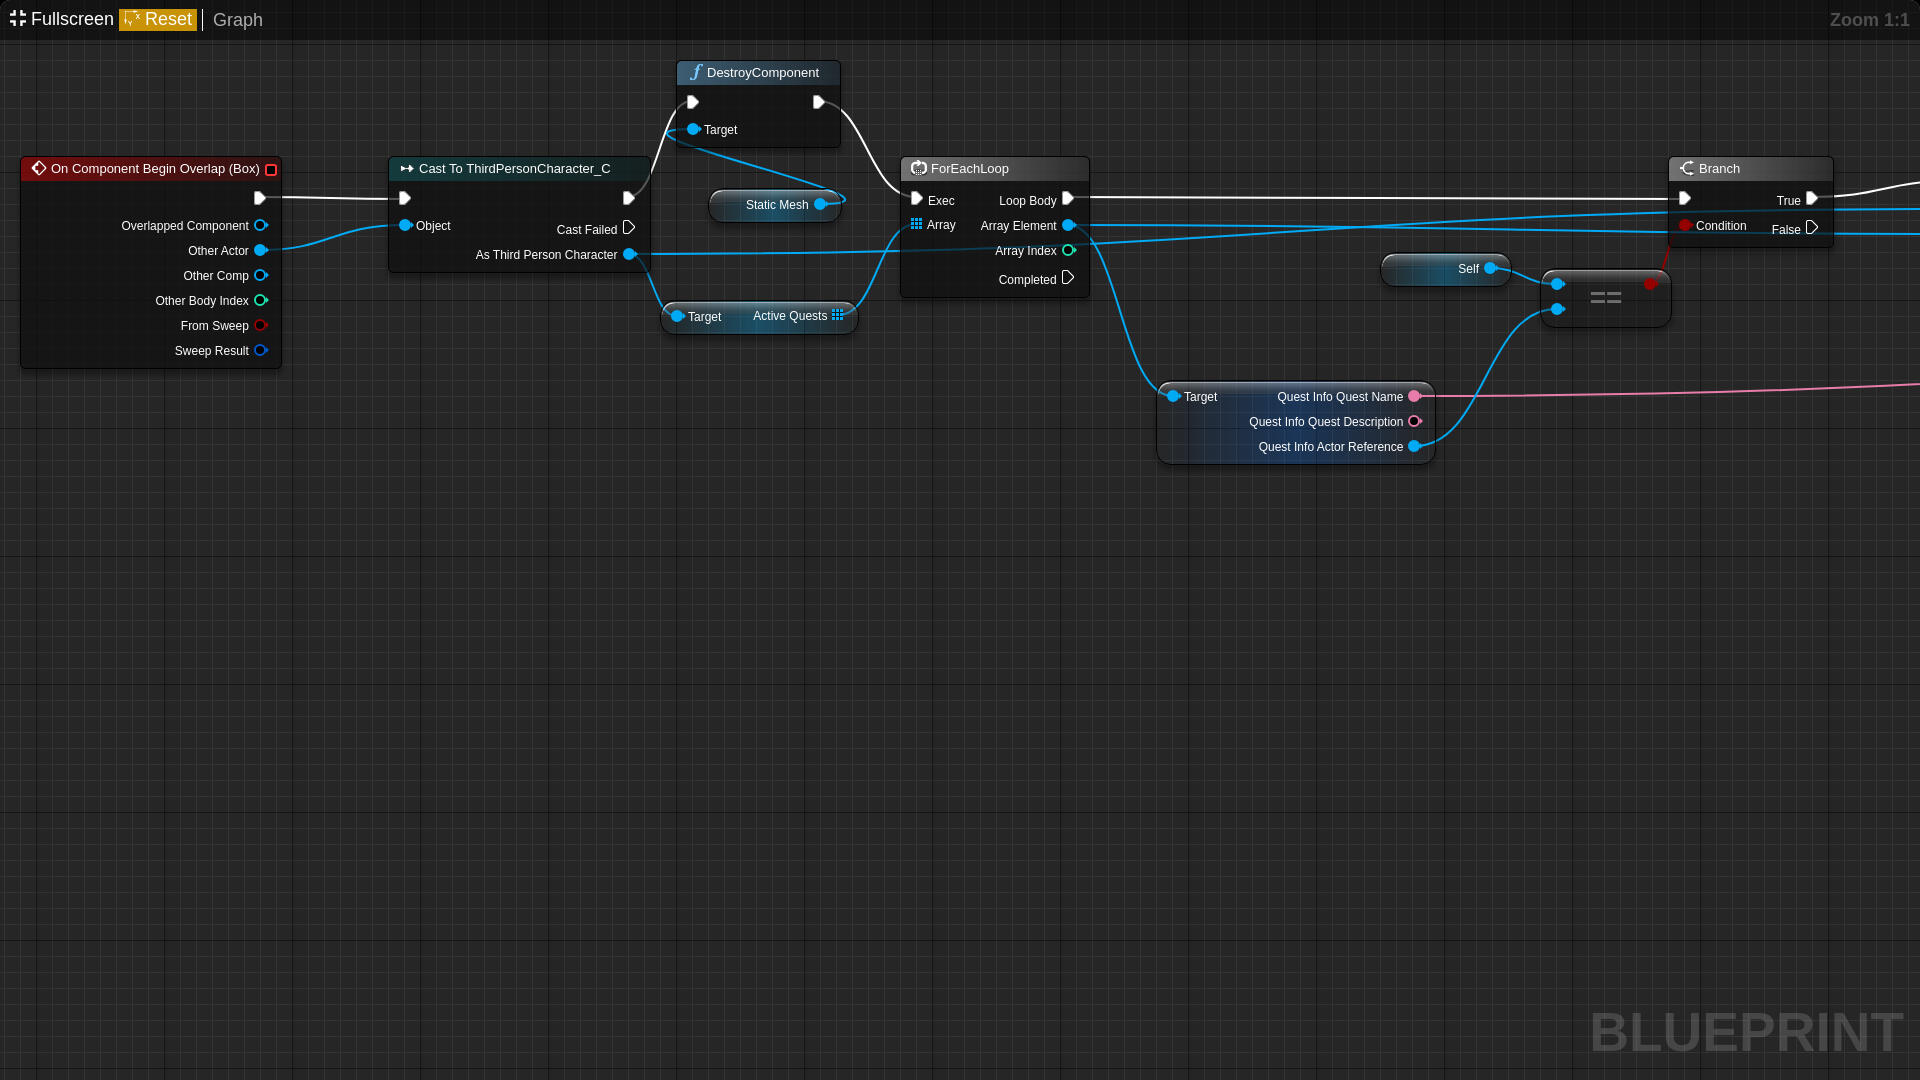 Fullscreen Reset Graph Zoom 1:1
DestroyComponent
Target
On Component Begin Overlap (Box)
Overlapped Component
Other Actor
Other Comp
Other Body Index
From Sweep
Sweep Result
Cast To ThirdPersonCharacter_C
Object
Cast Failed
As Third Person Character
Static Mesh
Target Active Quests
ForEachLoop
Exec Loop Body
Array Array Element
Array Index
Completed
Branch
True
Condition False
Self
==
Target Quest Info Quest Name
Quest Info Quest Description
Quest Info Actor Reference
BLUEPRINT